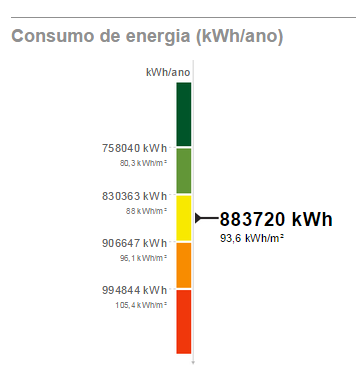 Consumo de energia (kWh/ano)
kWh/ano
758040 kWh
80,3 kWh/m²
830363 kWh
88 kWh/m²
883720 kWh
93,6 kWh/m²
906647 kWh
96,1 kWh/m²
994844 kWh
105,4 kWh/m²